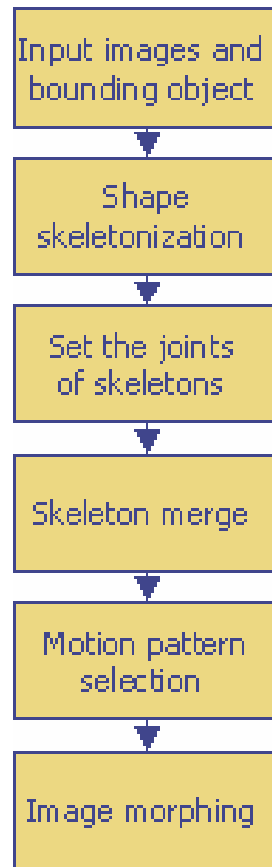 Input images and
bounding object
Shape
skeletonization
Set the joints
of skeletons
Skeleton merge
Motion pattern
selection
Image morphing